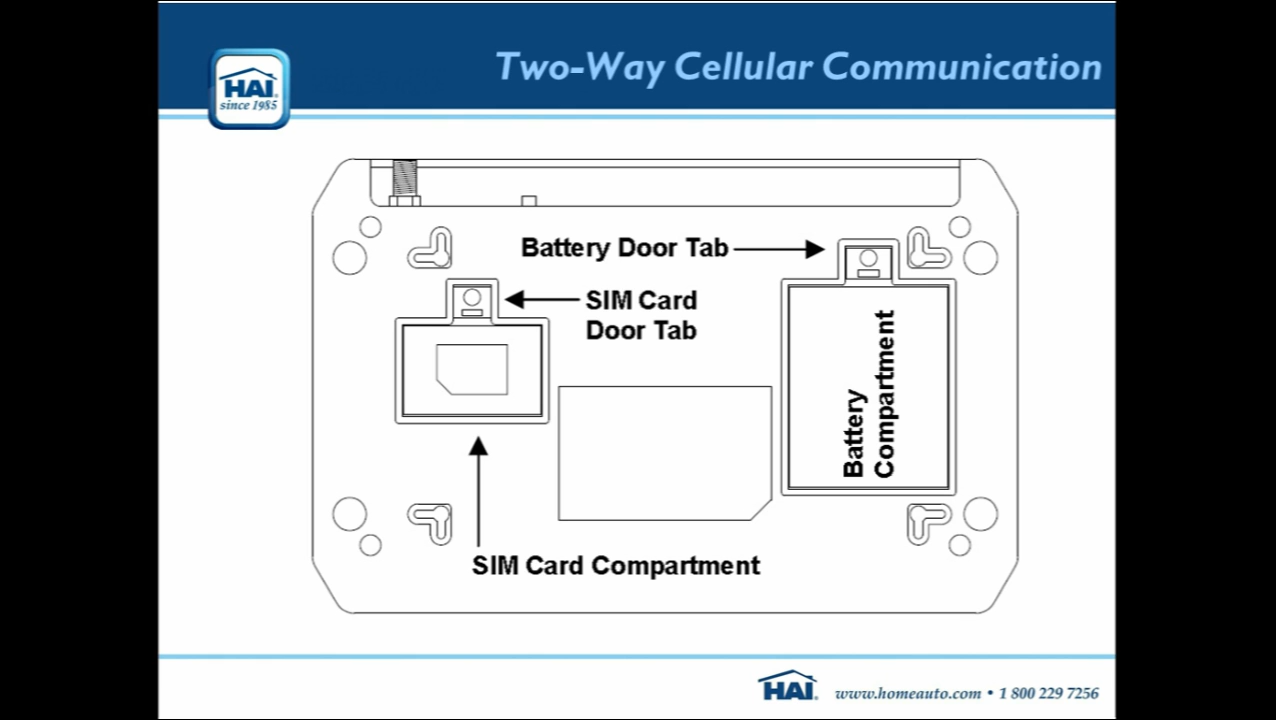 Two-Way Cellular Communication
HAI
since 1985
Battery Door Tab
SIM Card
Door Tab
Battery
Compartment
SIM Card Compartment
HAI www.homeauto.com • 1 800 229 7256